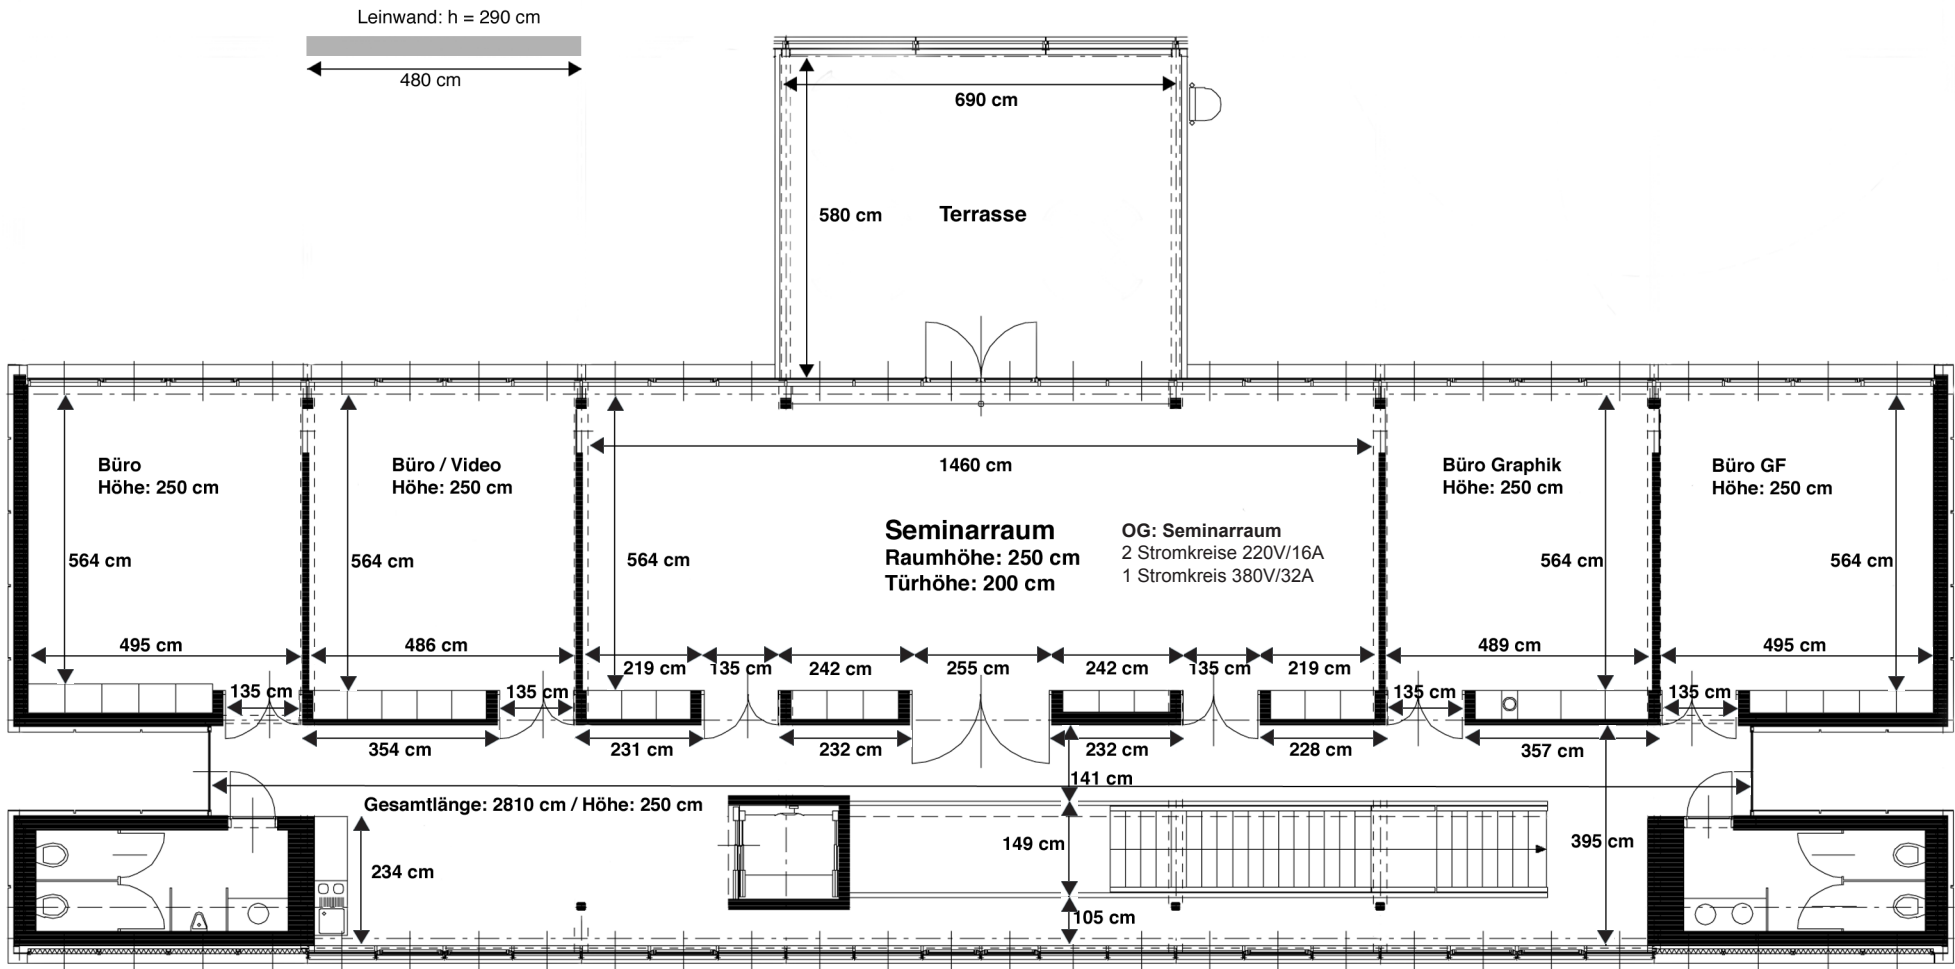 Leinwand: h = 290 cm
480 cm
690 cm
580 cm
Terrasse
1460 cm
Büro
Höhe: 250 cm
Büro / Video
Höhe: 250 cm
Büro Graphik
Höhe: 250 cm
Büro GF
Höhe: 250 cm
Seminarraum
Raumhöhe: 250 cm
Türhöhe: 200 cm
OG: Seminarraum
2 Stromkreise 220V/16A
1 Stromkreis 380V/32A
564 cm
564 cm
564 cm
564 cm
564 cm
495 cm
486 cm
219 cm
135 cm
242 cm
255 cm
242 cm
135 cm
219 cm
489 cm
495 cm
135 cm
135 cm
135 cm
135 cm
354 cm
231 cm
232 cm
232 cm
228 cm
357 cm
141 cm
Gesamtlänge: 2810 cm / Höhe: 250 cm
149 cm
395 cm
234 cm
105 cm